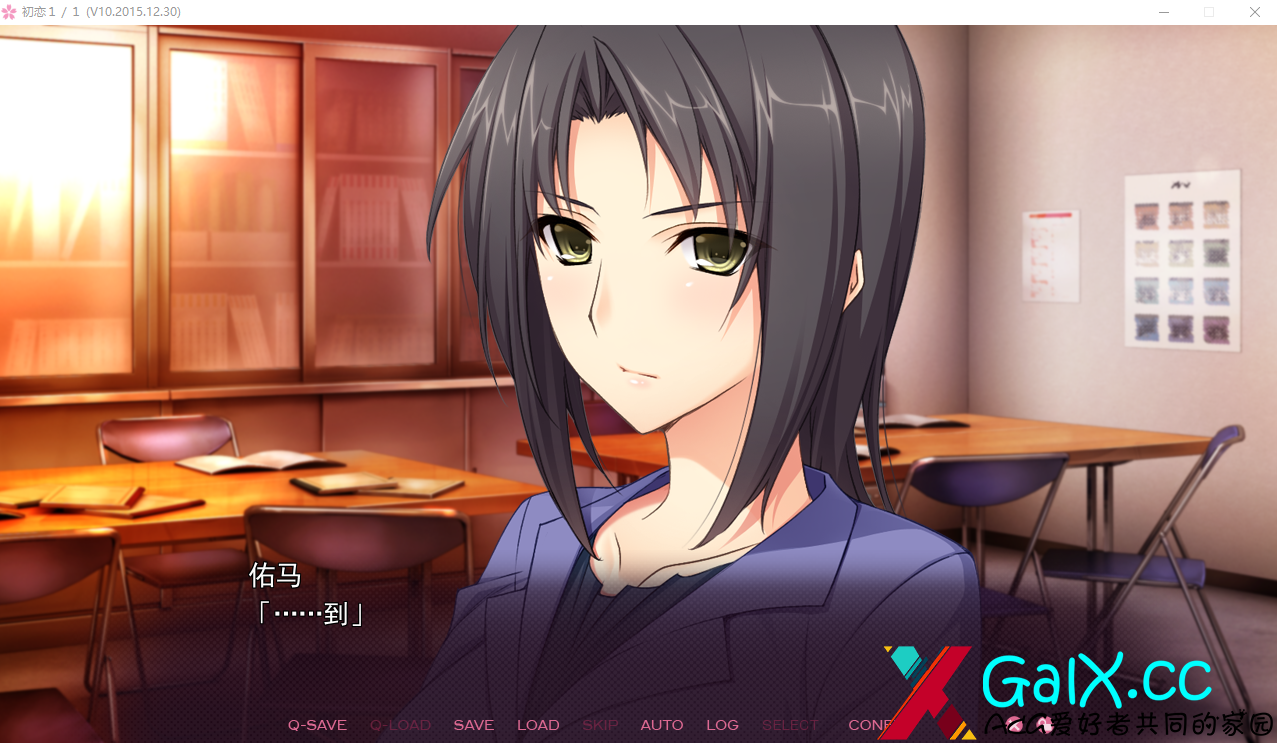 初恋1 / 1 (V10.2015.12.30)
佑马
「……到」
Q-SAVE Q-LOAD SAVE LOAD SKIP AUTO LOG SELECT
GalX.cc
爱好者共同的家园